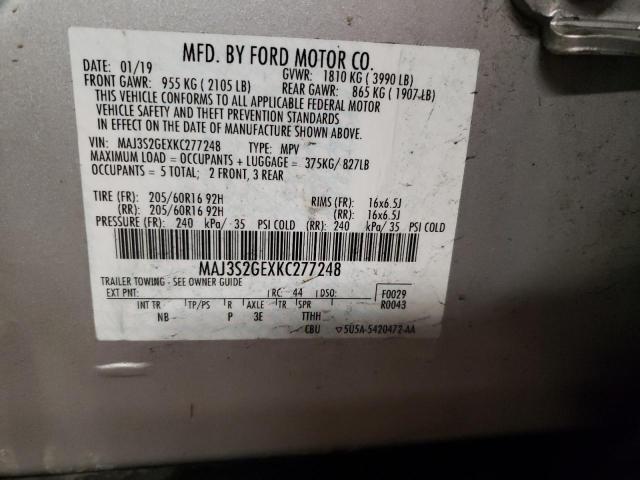 MFD. BY FORD MOTOR CO.
DATE: 01/19 GVWR: 1810 KG ( 3990 LB)
FRONT GAWR: 955 KG ( 2105 LB) REAR GAWR: 865 KG ( 1907 LB)
THIS VEHICLE CONFORMS TO ALL APPLICABLE FEDERAL MOTOR
VEHICLE SAFETY AND THEFT PREVENTION STANDARDS
IN EFFECT ON THE DATE OF MANUFACTURE SHOWN ABOVE.
VIN: MAJ3S2GEXKC277248 TYPE: MPV
MAXIMUM LOAD = OCCUPANTS + LUGGAGE = 375KG/ 827LB
OCCUPANTS = 5 TOTAL; 2 FRONT, 3 REAR
TIRE (FR): 205/60R16 92H RIMS (FR): 16x6.5J
(RR): 205/60R16 92H (RR): 16x6.5J
PRESSURE (FR): 240 kPa/ 35 PSI COLD (RR): 240 kPa/ 35 PSI COLD
MAJ3S2GEXKC277248
TRAILER TOWING - SEE OWNER GUIDE
EXT PNT: RC: 44 DSO: F0029
INT TR TP/PS R AXLE TR SPR R0043
NB P 3E TTHH
CBU ▽5U5A-5420472-AA